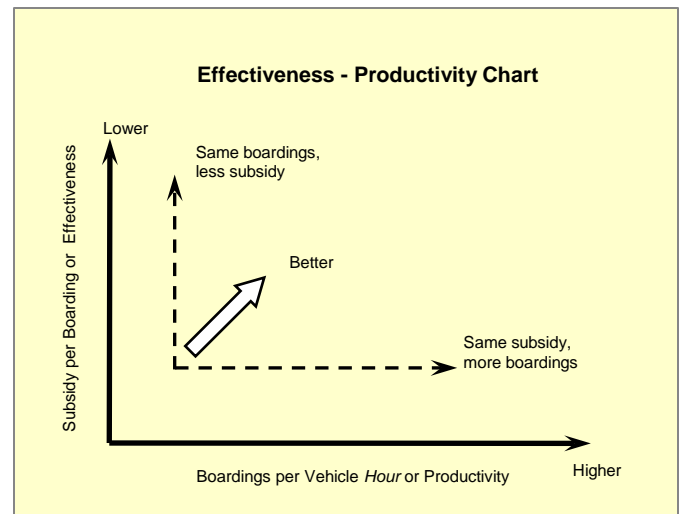 Effectiveness - Productivity Chart
Lower
Same boardings,
less subsidy
Subsidy per Boarding or Effectiveness
Better
Same subsidy,
more boardings
Boardings per Vehicle Hour or Productivity
Higher